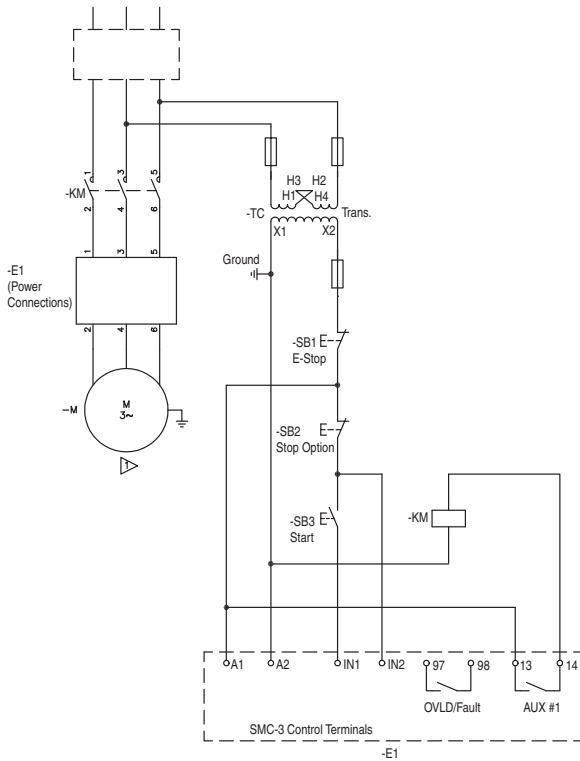 1
3
5
-KM
2
4
6
H3 H2
H1 H4
-TC
Trans.
X1 X2
1
3
5
-E1
(Power
Connections)
Ground
2
4
6
-SB1
E-Stop
-M
M
3~
-SB2
Stop Option
1
-SB3
Start
-KM
A1
A2
IN1
IN2
97
98
13
14
OVLD/Fault
AUX #1
SMC-3 Control Terminals
-E1